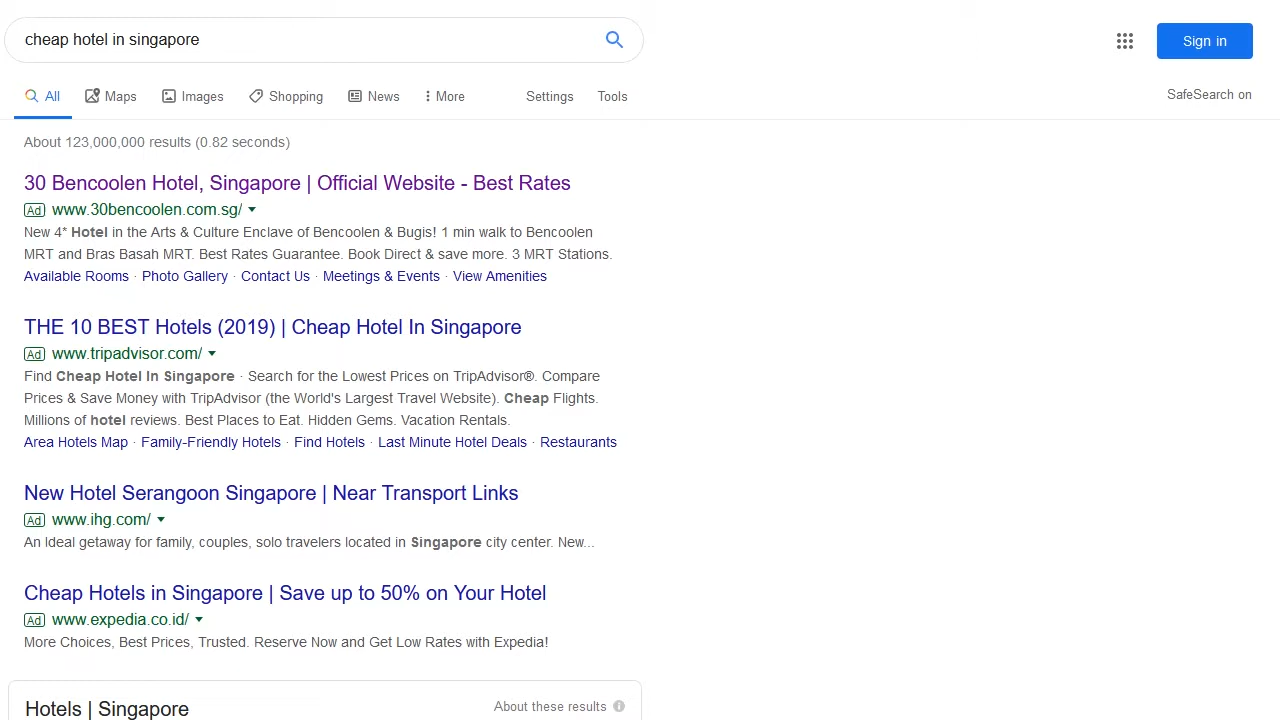 cheap hotel in singapore
Sign in
All Maps Images Shopping News More Settings Tools
SafeSearch on
About 123,000,000 results (0.82 seconds)
30 Bencoolen Hotel, Singapore | Official Website - Best Rates
Ad www.30bencoolen.com.sg/
New 4* Hotel in the Arts & Culture Enclave of Bencoolen & Bugis! 1 min walk to Bencoolen
MRT and Bras Basah MRT. Best Rates Guarantee. Book Direct & save more. 3 MRT Stations.
Available Rooms · Photo Gallery · Contact Us · Meetings & Events · View Amenities
THE 10 BEST Hotels (2019) | Cheap Hotel In Singapore
Ad www.tripadvisor.com/
Find Cheap Hotel In Singapore · Search for the Lowest Prices on TripAdvisor®. Compare
Prices & Save Money with TripAdvisor (the World's Largest Travel Website). Cheap Flights.
Millions of hotel reviews. Best Places to Eat. Hidden Gems. Vacation Rentals.
Area Hotels Map · Family-Friendly Hotels · Find Hotels · Last Minute Hotel Deals · Restaurants
New Hotel Serangoon Singapore | Near Transport Links
Ad www.ihg.com/
An Ideal getaway for family, couples, solo travelers located in Singapore city center. New...
Cheap Hotels in Singapore | Save up to 50% on Your Hotel
Ad www.expedia.co.id/
More Choices, Best Prices, Trusted. Reserve Now and Get Low Rates with Expedia!
Hotels | Singapore
About these results